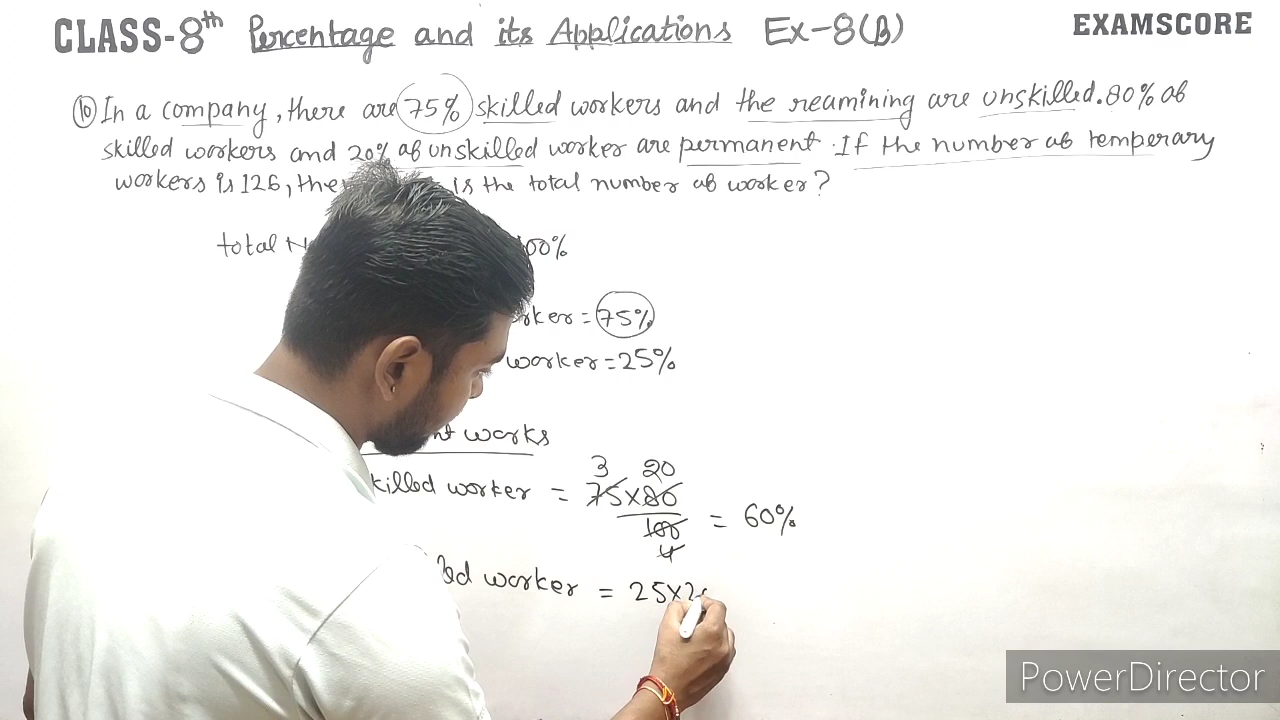 CLASS-8th Percentage and its Applications Ex-8(B) EXAMSCORE
10 In a company, there are 75% skilled workers and the reamining are unskilled. 80% of
skilled workers and 20% of unskilled worker are permanent. If the number of temperary
workers is 126, the is the total number of worker?
total N 100%
rker = 75%
worker = 25%
nt works
3 20
killed worker = 75×80
100 = 60%
4
led worker = 25×2
PowerDirector